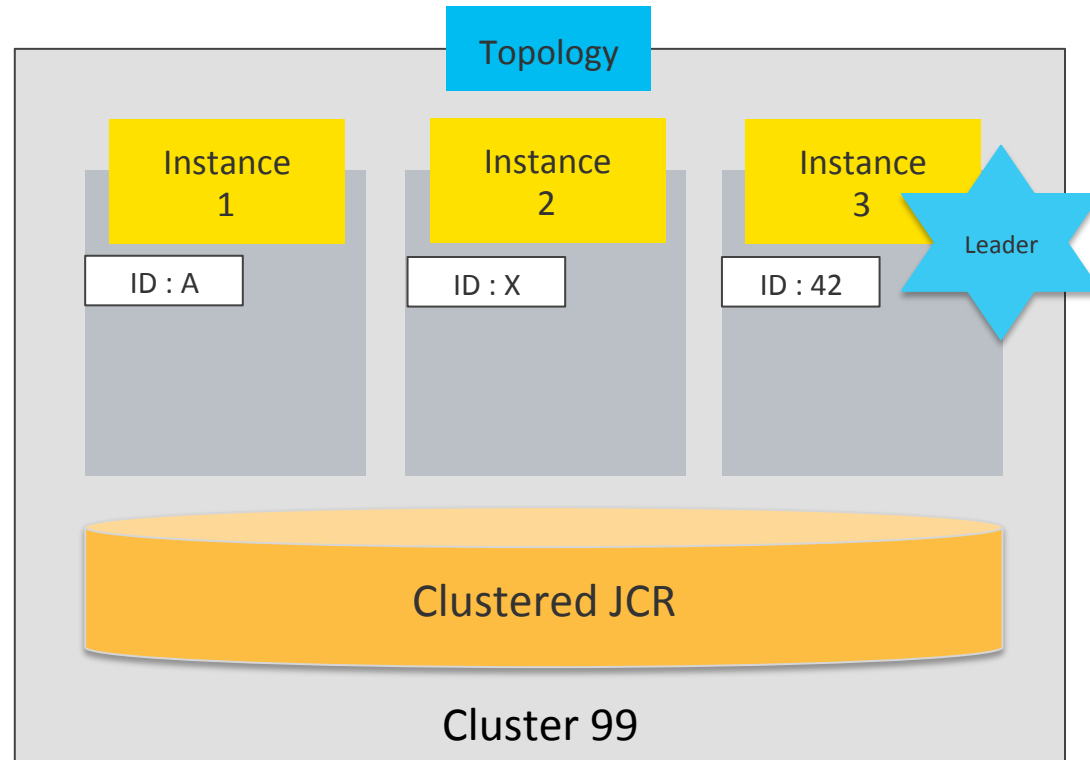 Topology
Instance
1
Instance
2
Instance
3
Leader
ID : A
ID : X
ID : 42
Clustered JCR
Cluster 99